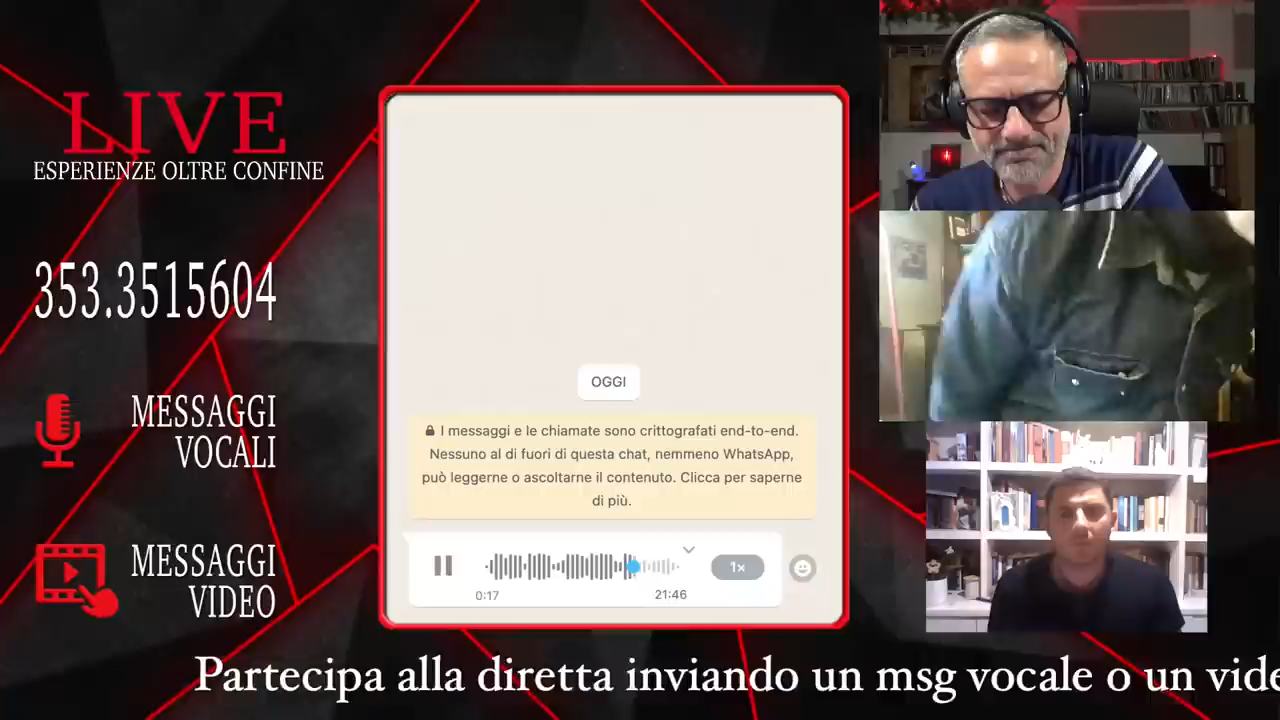 LIVE
ESPERIENZE OLTRE CONFINE
353.3515604
MESSAGGI
VOCALI
MESSAGGI
VIDEO
OGGI
I messaggi e le chiamate sono crittografati end-to-end.
Nessuno al di fuori di questa chat, nemmeno WhatsApp,
può leggerne o ascoltarne il contenuto. Clicca per saperne
di più.
1×
0:17
21:46
Partecipa alla diretta inviando un msg vocale o un vide